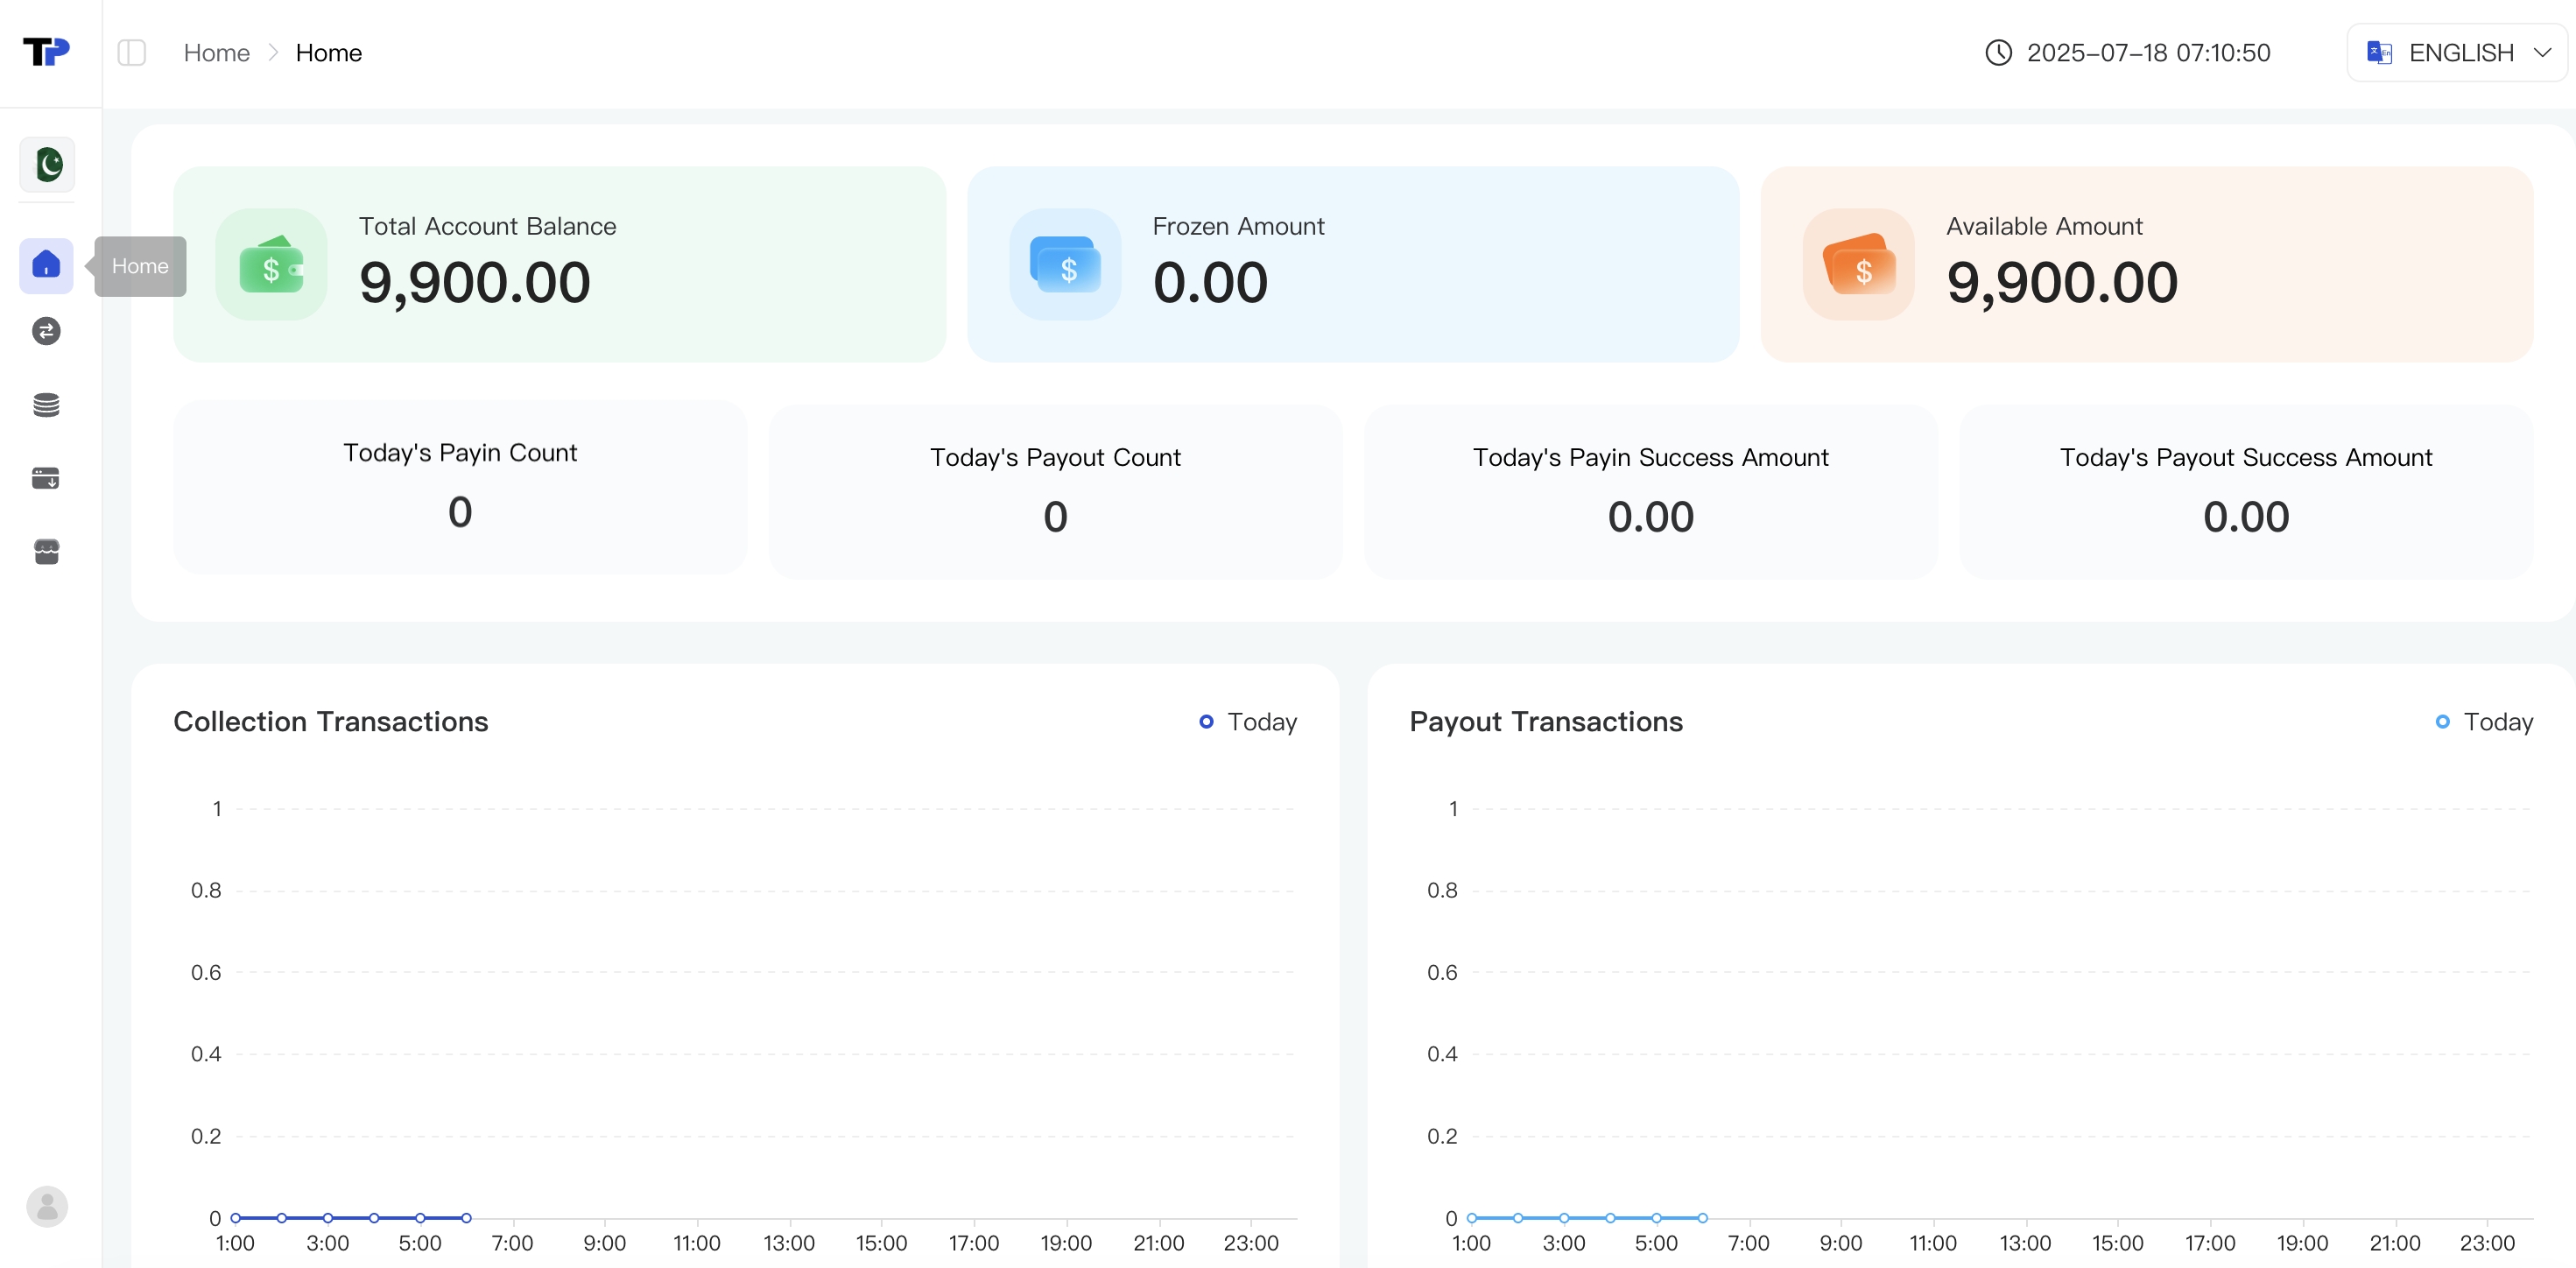 TP
Home > Home
2025-07-18 07:10:50
ENGLISH
Home
Total Account Balance
9,900.00
Frozen Amount
0.00
Available Amount
9,900.00
Today's Payin Count
0
Today's Payout Count
0
Today's Payin Success Amount
0.00
Today's Payout Success Amount
0.00
Collection Transactions
Today
1
0.8
0.6
0.4
0.2
0
1:00 3:00 5:00 7:00 9:00 11:00 13:00 15:00 17:00 19:00 21:00 23:00
Payout Transactions
Today
1
0.8
0.6
0.4
0.2
0
1:00 3:00 5:00 7:00 9:00 11:00 13:00 15:00 17:00 19:00 21:00 23:00